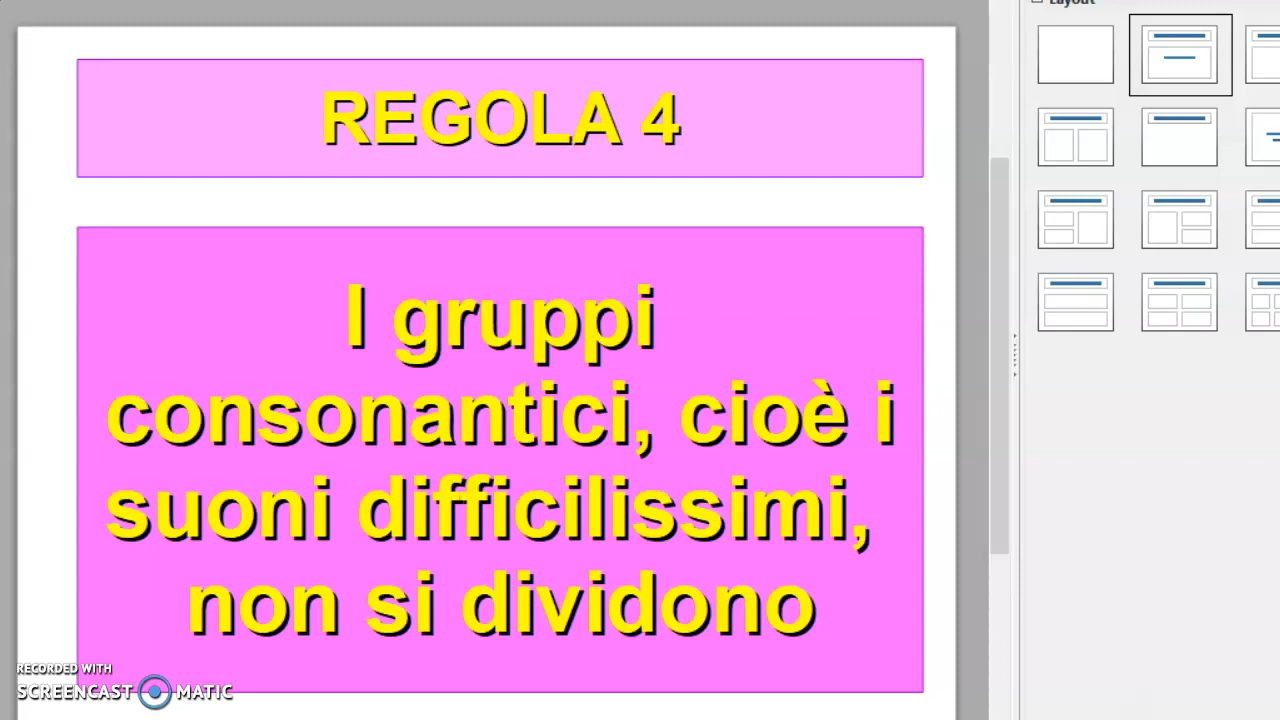 Layout
REGOLA 4
I gruppi
consonantici, cioè i
suoni difficilissimi,
non si dividono
RECORDED WITH
SCREENCAST MATIC